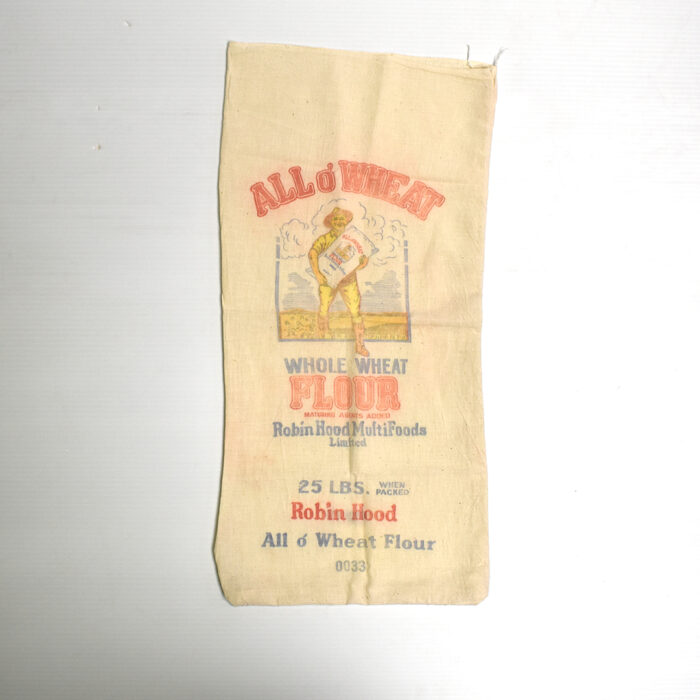 ALL O' WHEAT
WHOLE WHEAT
FLOUR
MATURING AGENTS ADDED
Robin Hood MultiFoods
Limited
25 LBS. WHEN PACKED
Robin Hood
All o' Wheat Flour
0033